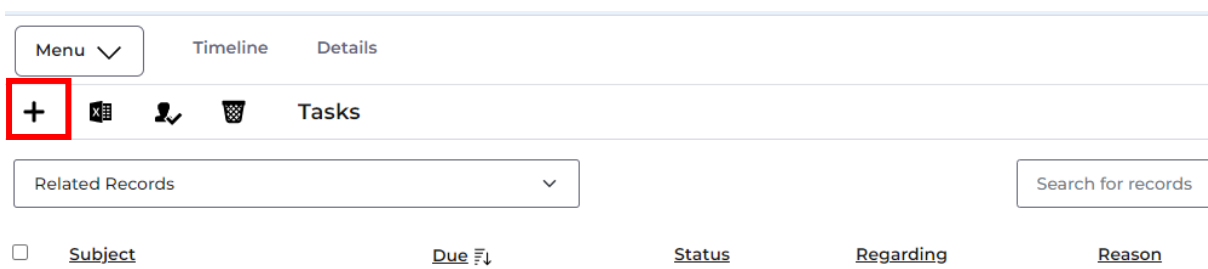 Menu Timeline Details
Tasks
Related Records Search for records
Subject Due Status Regarding Reason